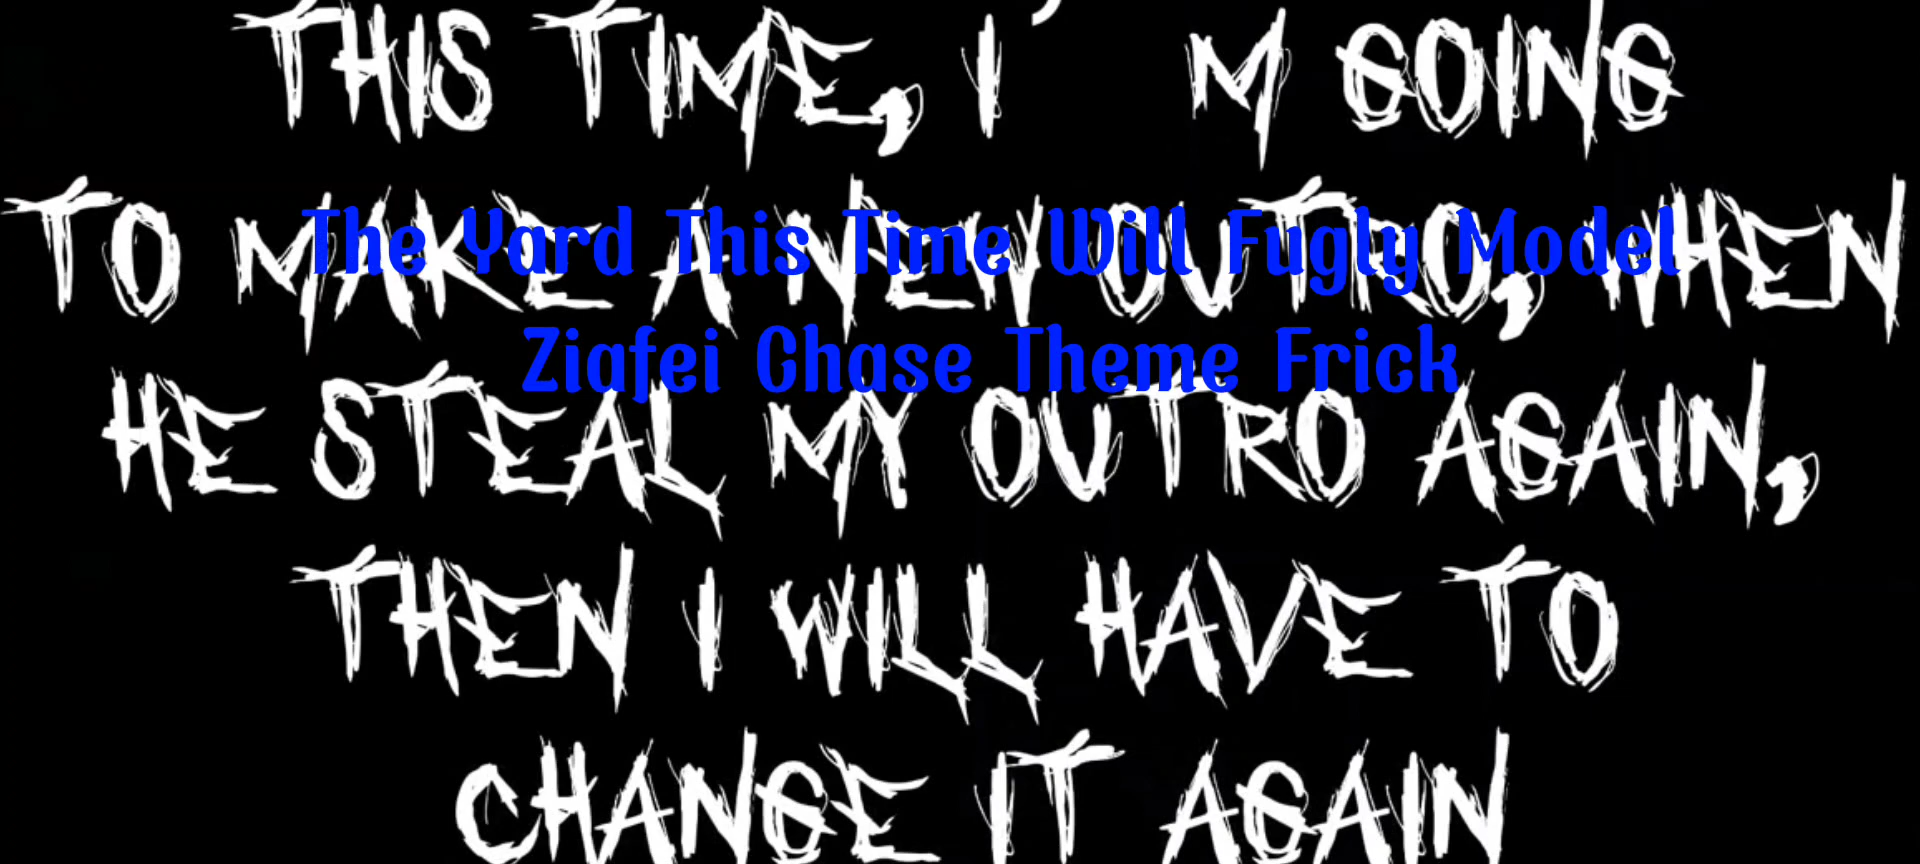 THIS TIME, I'M GOING
TO MAKE A NEW OUTRO, WHEN
The Yard This Time Will Fugly Model
Ziafei Chase Theme Frick
HE STEAL MY OUTRO AGAIN,
THEN I WILL HAVE TO
CHANGE IT AGAIN